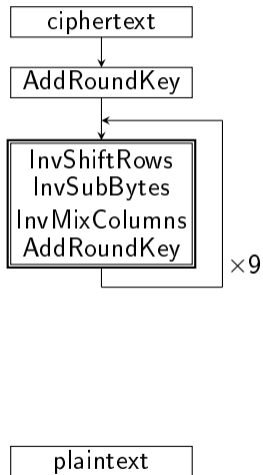 ciphertext
AddRoundKey
InvShiftRows
InvSubBytes
InvMixColumns
AddRoundKey
×9
plaintext